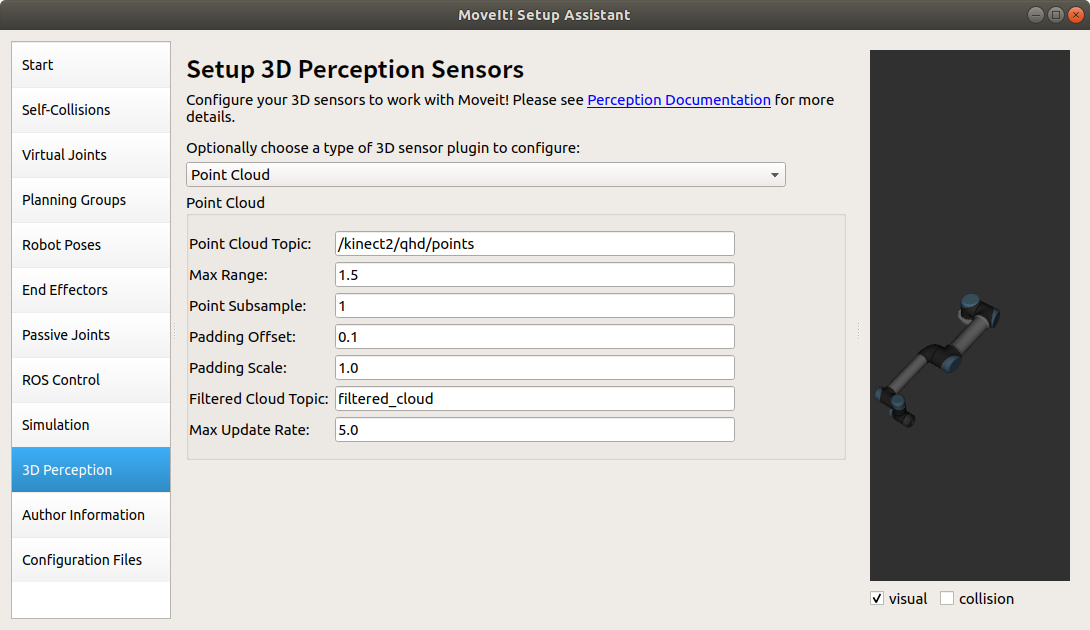 MoveIt! Setup Assistant
Start
Self-Collisions
Virtual Joints
Planning Groups
Robot Poses
End Effectors
Passive Joints
ROS Control
Simulation
3D Perception
Author Information
Configuration Files
Setup 3D Perception Sensors
Configure your 3D sensors to work with Moveit! Please see Perception Documentation for more
details.
Optionally choose a type of 3D sensor plugin to configure:
Point Cloud
Point Cloud
Point Cloud Topic: /kinect2/qhd/points
Max Range: 1.5
Point Subsample: 1
Padding Offset: 0.1
Padding Scale: 1.0
Filtered Cloud Topic: filtered_cloud
Max Update Rate: 5.0
visual collision